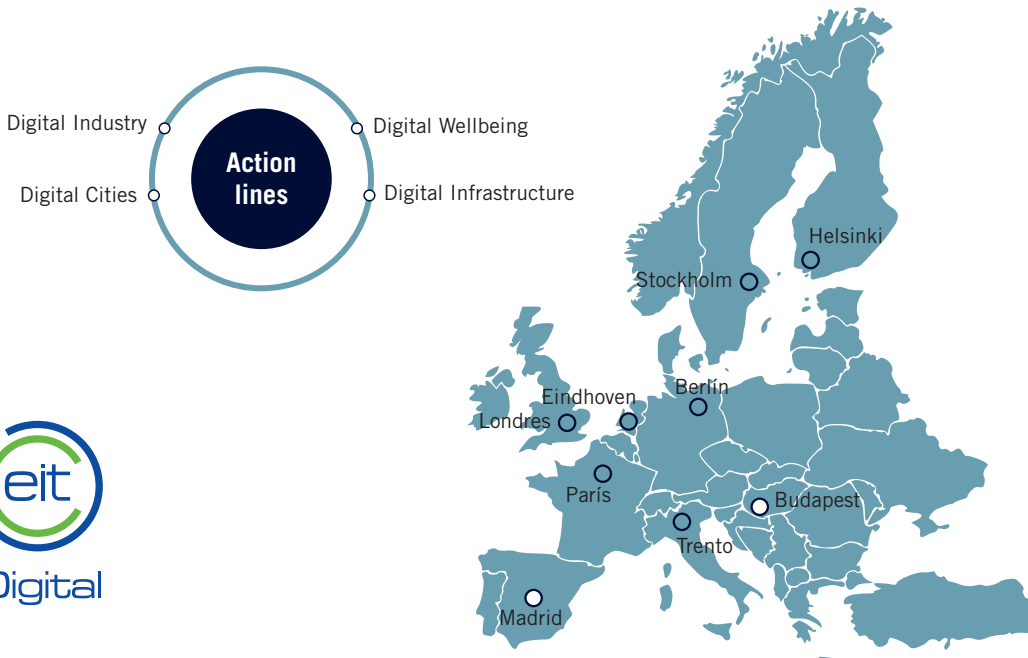 Digital Industry
Digital Wellbeing
Action
lines
Digital Cities
Digital Infrastructure
Helsinki
Stockholm
Berlín
Eindhoven
Londres
París
Budapest
Trento
Madrid
eit
Digital